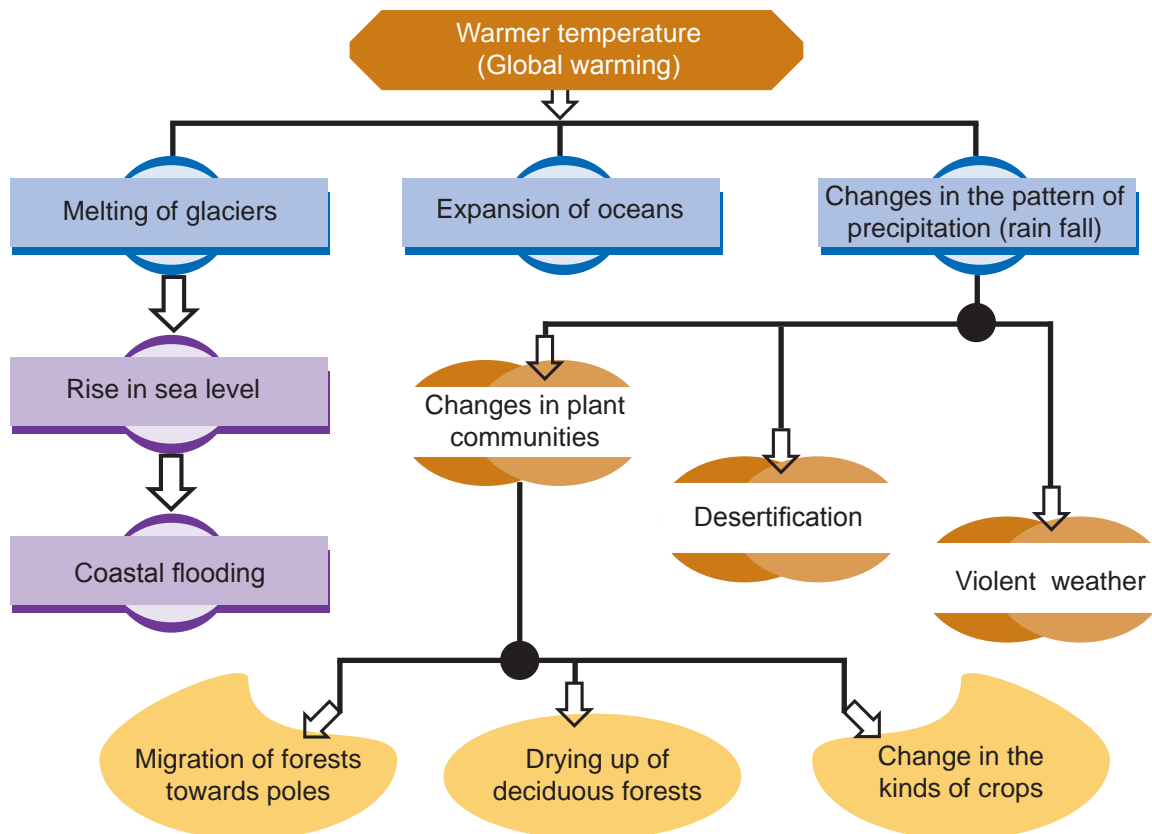 Warmer temperature
(Global warming)
Melting of glaciers
Expansion of oceans
Changes in the pattern of
precipitation (rain fall)
Rise in sea level
Changes in plant
communities
Desertification
Coastal flooding
Violent weather
Migration of forests
towards poles
Drying up of
deciduous forests
Change in the
kinds of crops